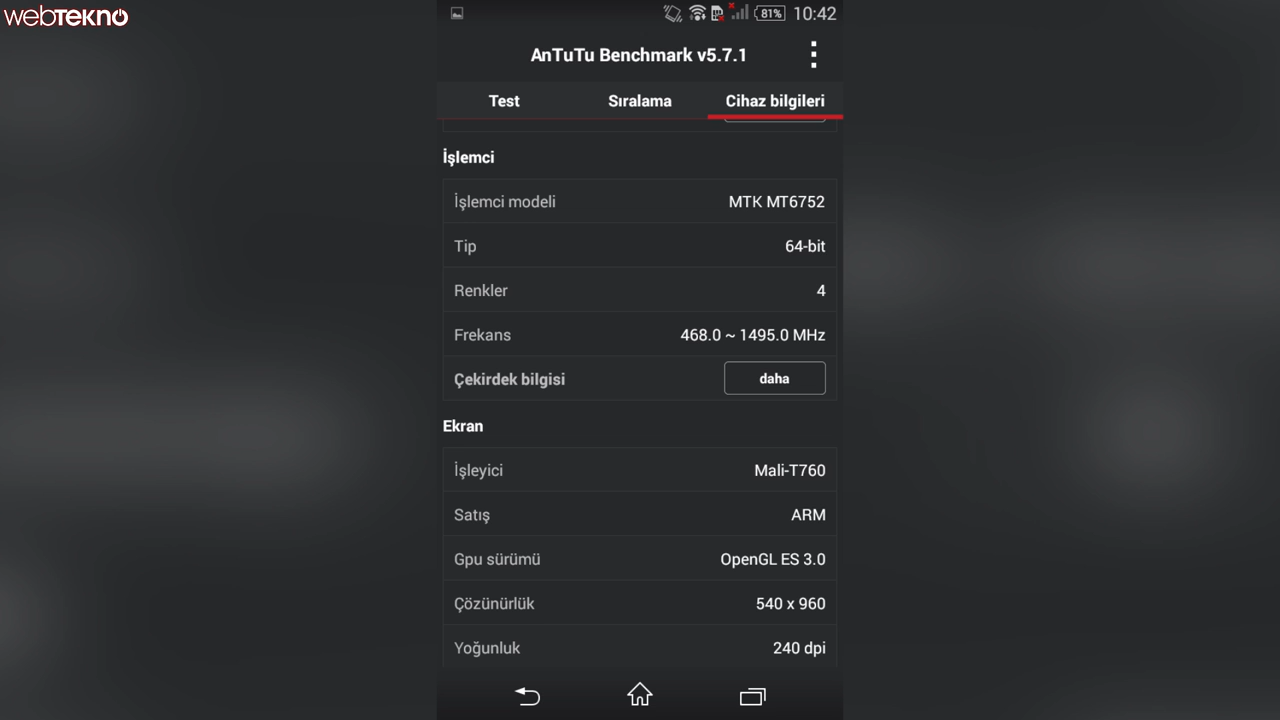 webTEKNO
81% 10:42
AnTuTu Benchmark v5.7.1
Test Sıralama Cihaz bilgileri
İşlemci
İşlemci modeli MTK MT6752
Tip 64-bit
Renkler 4
Frekans 468.0 ~ 1495.0 MHz
Çekirdek bilgisi daha
Ekran
İşleyici Mali-T760
Satış ARM
Gpu sürümü OpenGL ES 3.0
Çözünürlük 540 x 960
Yoğunluk 240 dpi